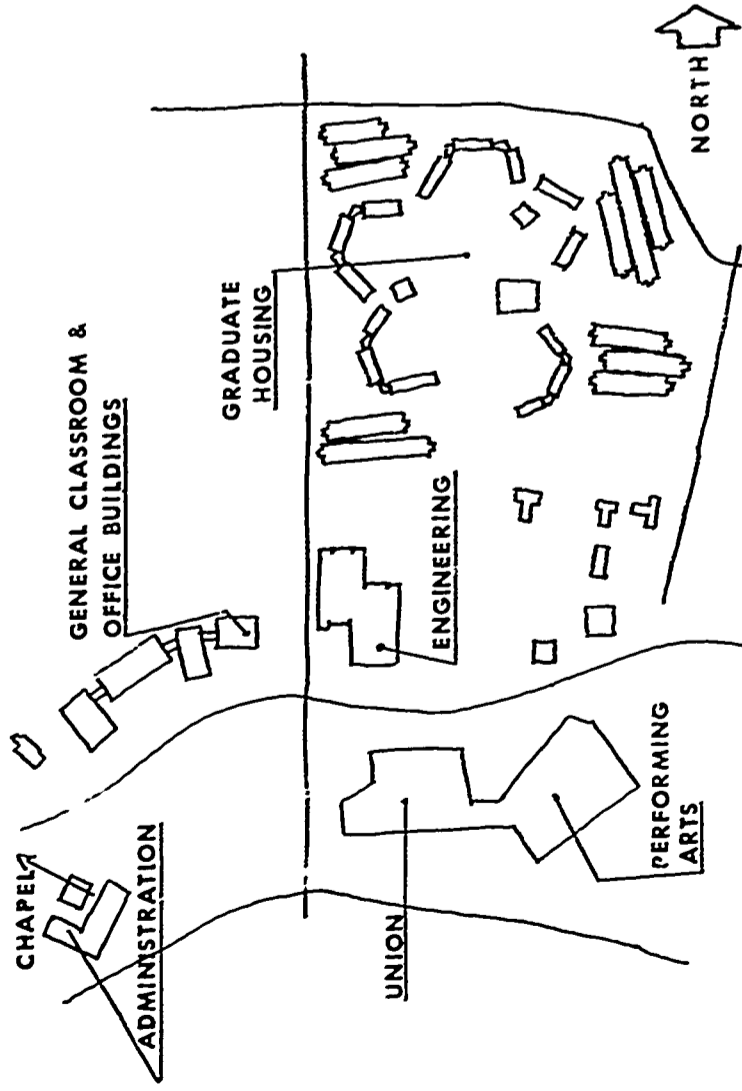 CHAPEL
ADMINISTRATION
GENERAL CLASSROOM &
OFFICE BUILDINGS
GRADUATE
HOUSING
ENGINEERING
UNION
PERFORMING
ARTS
NORTH